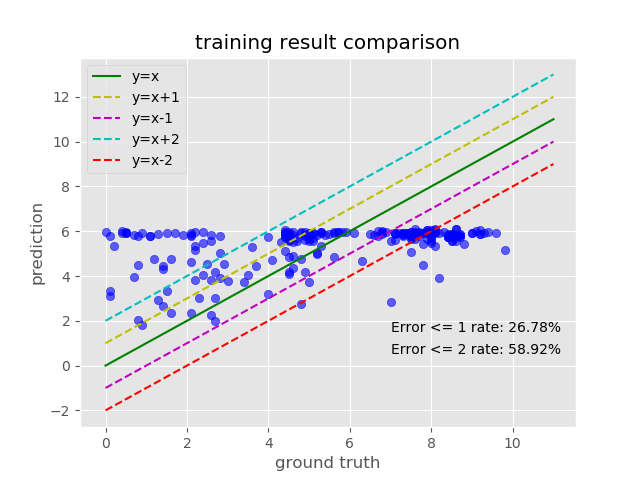 training result comparison
y=x
y=x+1
y=x-1
y=x+2
y=x-2
12
10
8
6
4
2
0
−2
prediction
Error <= 1 rate: 26.78%
Error <= 2 rate: 58.92%
0 2 4 6 8 10
ground truth